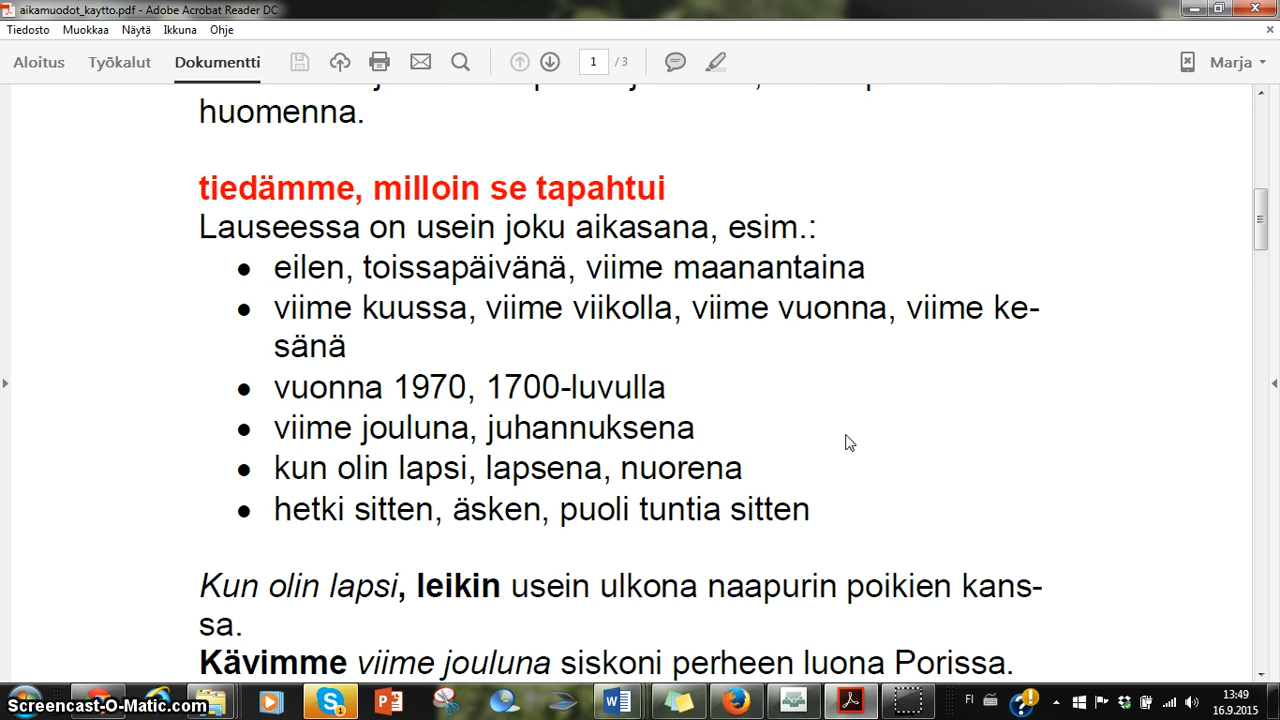 aikamuodot_kaytto.pdf - Adobe Acrobat Reader DC
Tiedosto Muokkaa Näytä Ikkuna Ohje
Aloitus Työkalut Dokumentti 1 / 3 Marja
huomenna.
tiedämme, milloin se tapahtui
Lauseessa on usein joku aikasana, esim.:
• eilen, toissapäivänä, viime maanantaina
• viime kuussa, viime viikolla, viime vuonna, viime ke-
sänä
• vuonna 1970, 1700-luvulla
• viime jouluna, juhannuksena
• kun olin lapsi, lapsena, nuorena
• hetki sitten, äsken, puoli tuntia sitten
Kun olin lapsi, leikin usein ulkona naapurin poikien kans-
sa.
Kävimme viime jouluna siskoni perheen luona Porissa.
FI 13:49
Screencast-O-Matic.com 16.9.2015